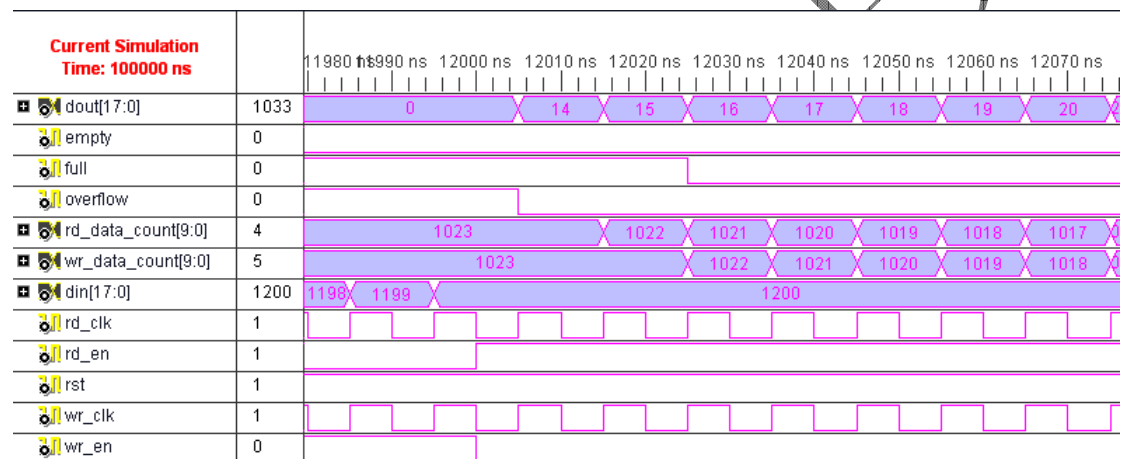 Current Simulation
Time: 100000 ns
11980 ns 11990 ns 12000 ns 12010 ns 12020 ns 12030 ns 12040 ns 12050 ns 12060 ns 12070 ns
dout[17:0] 1033 0 14 15 16 17 18 19 20 2
empty 0
full 0
overflow 0
rd_data_count[9:0] 4 1023 1022 1021 1020 1019 1018 1017
wr_data_count[9:0] 5 1023 1022 1021 1020 1019 1018
din[17:0] 1200 1198 1199 1200
rd_clk 1
rd_en 1
rst 1
wr_clk 1
wr_en 0